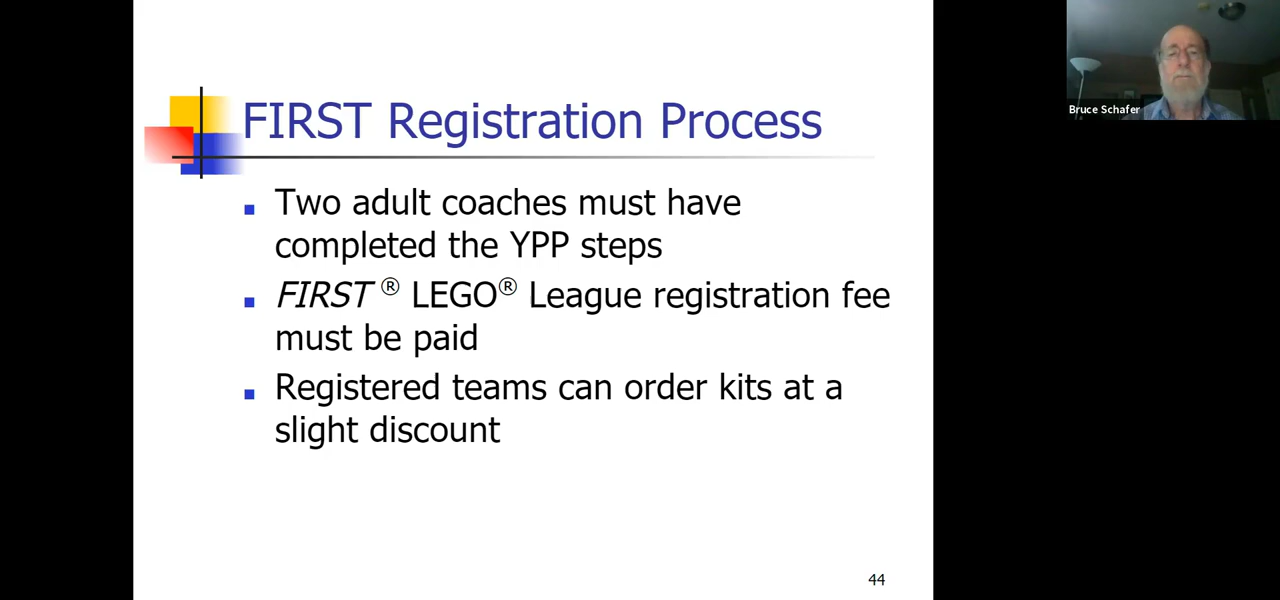 FIRST Registration Process
Bruce Schafer
■ Two adult coaches must have
completed the YPP steps
■ FIRST ® LEGO® League registration fee
must be paid
■ Registered teams can order kits at a
slight discount
44